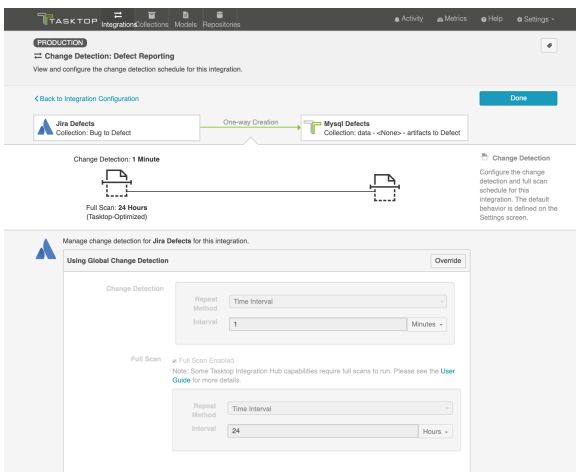 TASKTOP
Integrations Collections Models Repositories
Activity Metrics Help Settings
PRODUCTION
Change Detection: Defect Reporting
View and configure the change detection schedule for this integration.
Back to Integration Configuration
Done
Jira Defects
Collection: Bug to Defect
One-way Creation
Mysql Defects
Collection: data - <None> - artifacts to Defect
Change Detection: 1 Minute
Full Scan: 24 Hours
(Tasktop-Optimized)
Change Detection
Configure the change
detection and full scan
schedule for this
integration. The default
behavior is defined on the
Settings screen.
Manage change detection for Jira Defects for this integration.
Using Global Change Detection
Override
Change Detection
Repeat
Method
Time Interval
Interval
1
Minutes
Full Scan
Full Scan Enabled
Note: Some Tasktop Integration Hub capabilities require full scans to run. Please see the User
Guide for more details.
Repeat
Method
Time Interval
Interval
24
Hours